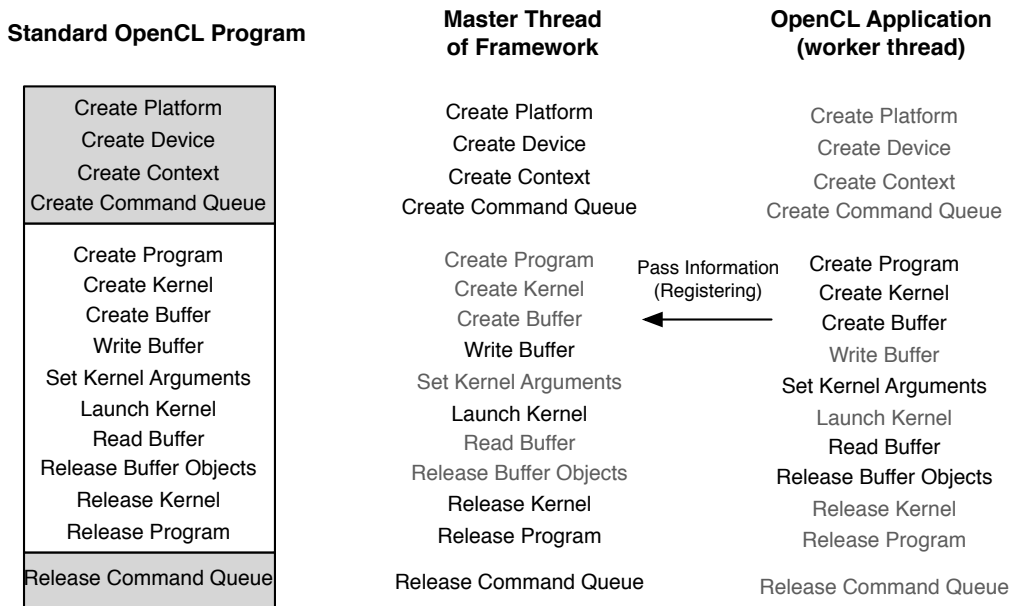 Standard OpenCL Program
Create Platform
Create Device
Create Context
Create Command Queue
Create Program
Create Kernel
Create Buffer
Write Buffer
Set Kernel Arguments
Launch Kernel
Read Buffer
Release Buffer Objects
Release Kernel
Release Program
Release Command Queue
Master Thread
of Framework
Create Platform
Create Device
Create Context
Create Command Queue
Create Program
Create Kernel
Create Buffer
Write Buffer
Set Kernel Arguments
Launch Kernel
Read Buffer
Release Buffer Objects
Release Kernel
Release Program
Release Command Queue
Pass Information
(Registering)
OpenCL Application
(worker thread)
Create Platform
Create Device
Create Context
Create Command Queue
Create Program
Create Kernel
Create Buffer
Write Buffer
Set Kernel Arguments
Launch Kernel
Read Buffer
Release Buffer Objects
Release Kernel
Release Program
Release Command Queue